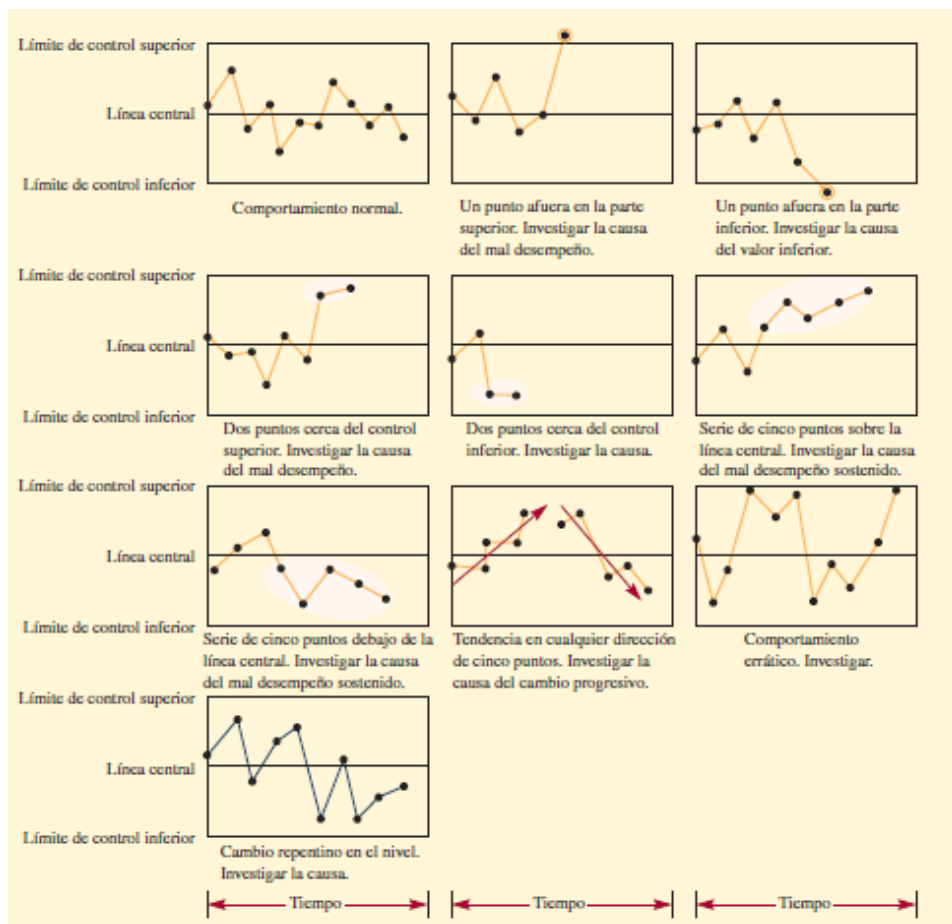 Límite de control superior
Línea central
Límite de control inferior
Comportamiento normal.
Un punto afuera en la parte
superior. Investigar la causa
del mal desempeño.
Un punto afuera en la parte
inferior. Investigar la causa
del valor inferior.
Límite de control superior
Línea central
Límite de control inferior
Dos puntos cerca del control
superior. Investigar la causa
del mal desempeño.
Dos puntos cerca del control
inferior. Investigar la causa.
Serie de cinco puntos sobre la
línea central. Investigar la causa
del mal desempeño sostenido.
Límite de control superior
Línea central
Límite de control inferior
Serie de cinco puntos debajo de la
línea central. Investigar la causa
del mal desempeño sostenido.
Tendencia en cualquier dirección
de cinco puntos. Investigar la
causa del cambio progresivo.
Comportamiento
errático. Investigar.
Límite de control superior
Línea central
Límite de control inferior
Cambio repentino en el nivel.
Investigar la causa.
Tiempo
Tiempo
Tiempo